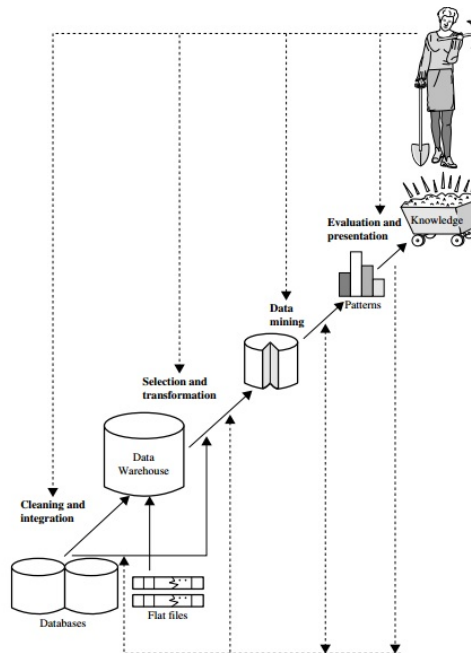 Evaluation and
presentation
Knowledge
Patterns
Data
mining
Selection and
transformation
Data
Warehouse
Cleaning and
integration
Databases
Flat files